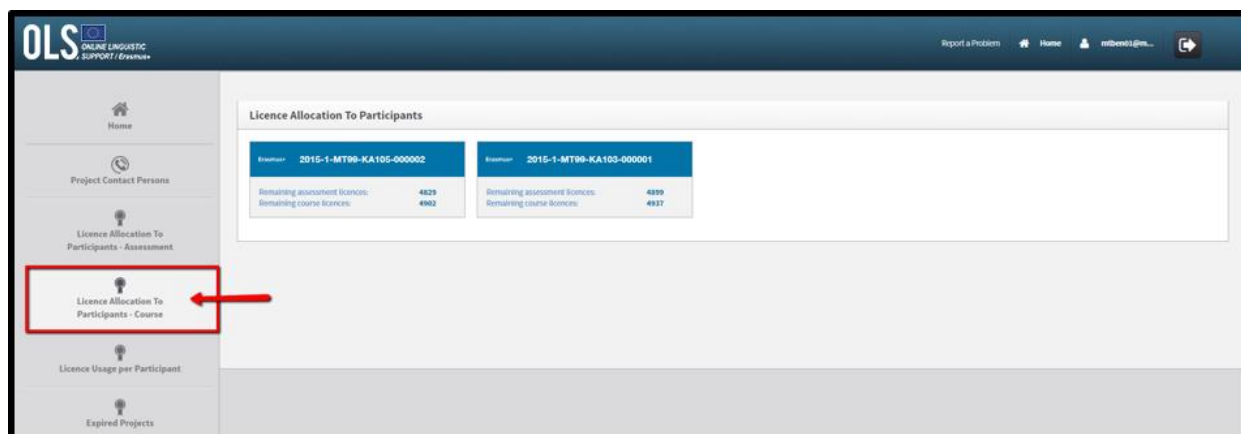 OLS ONLINE LINGUISTIC
SUPPORT / Erasmus+
Report a Problem Home mtben01@m...
Home
Project Contact Persons
Licence Allocation To
Participants - Assessment
Licence Allocation To
Participants - Course
Licence Usage per Participant
Expired Projects
Licence Allocation To Participants
Erasmus+ 2015-1-MT99-KA105-000002
Remaining assessment licences: 4829
Remaining course licences: 4902
Erasmus+ 2015-1-MT99-KA103-000001
Remaining assessment licences: 4899
Remaining course licences: 4937